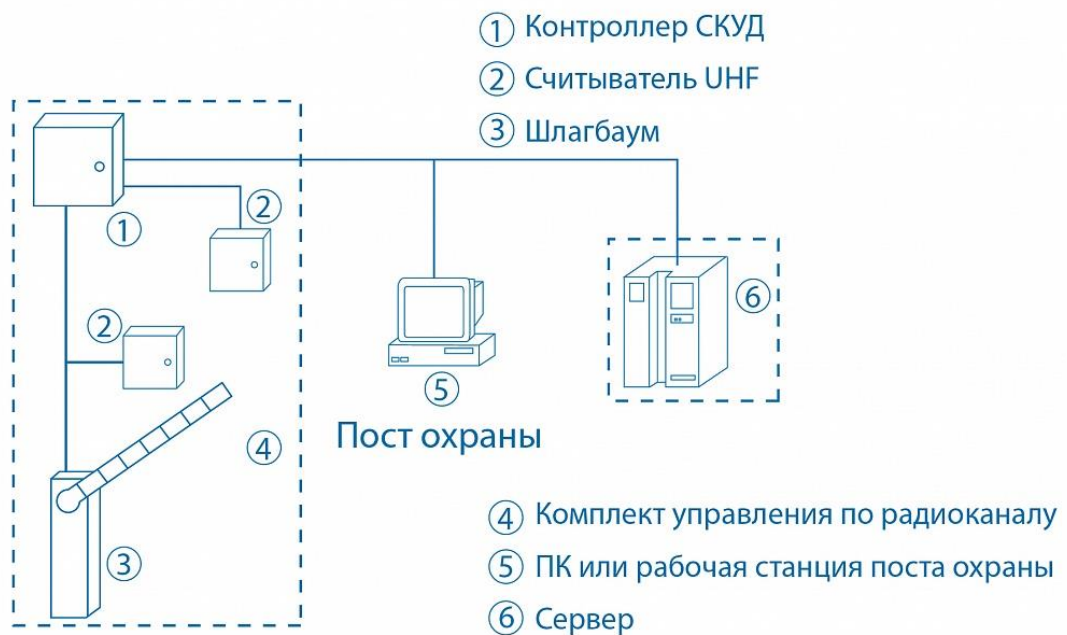 ① Контроллер СКУД
② Считыватель UHF
③ Шлагбаум
②
①
⑥
②
⑤
Пост охраны
④
③
④ Комплект управления по радиоканалу
⑤ ПК или рабочая станция поста охраны
⑥ Сервер